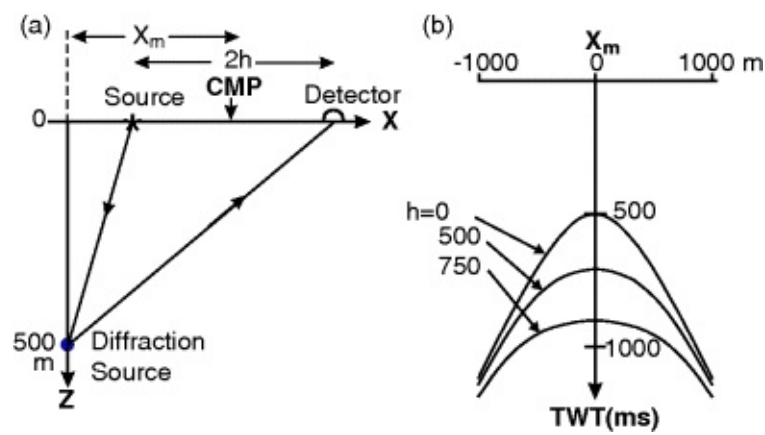 (a)
Xm
2h
CMP
Source
Detector
0
X
500
m
Diffraction
Source
Z
(b)
Xm
-1000
0
1000 m
h=0
500
500
750
1000
TWT(ms)